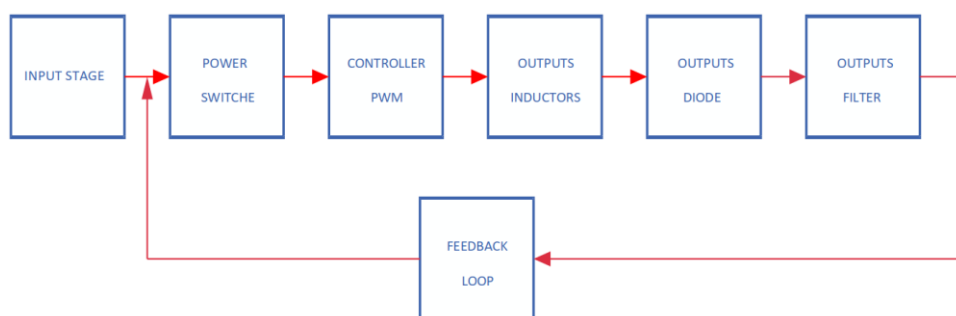 INPUT STAGE
POWER
SWITCHE
CONTROLLER
PWM
OUTPUTS
INDUCTORS
OUTPUTS
DIODE
OUTPUTS
FILTER
FEEDBACK
LOOP